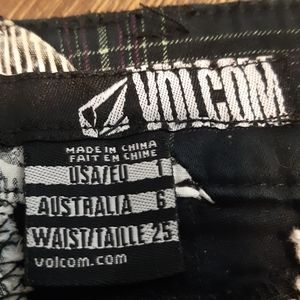 VOLCOM
MADE IN CHINA
FAIT EN CHINE
USA/EU 1
AUSTRALIA 6
WAIST/TAILLE 25
volcom.com